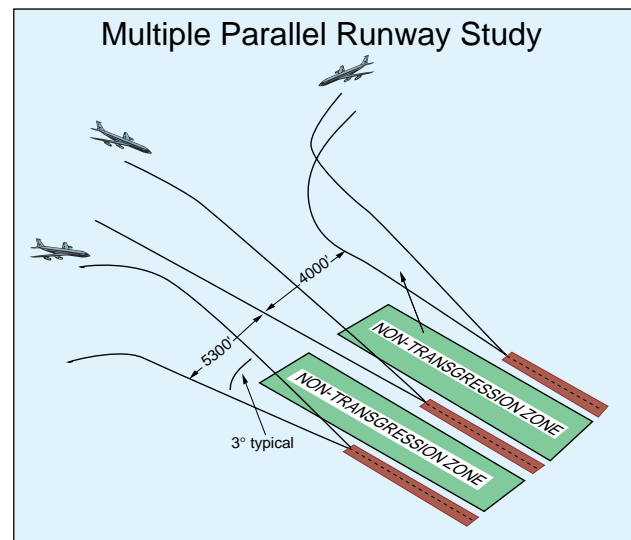 Multiple Parallel Runway Study
4000'
5300'
NON-TRANSGRESSION ZONE
NON-TRANSGRESSION ZONE
3° typical